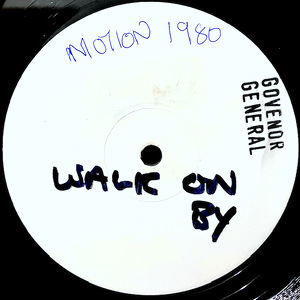 MOTION 1980
GOVENOR
GENERAL
WALK ON
BY